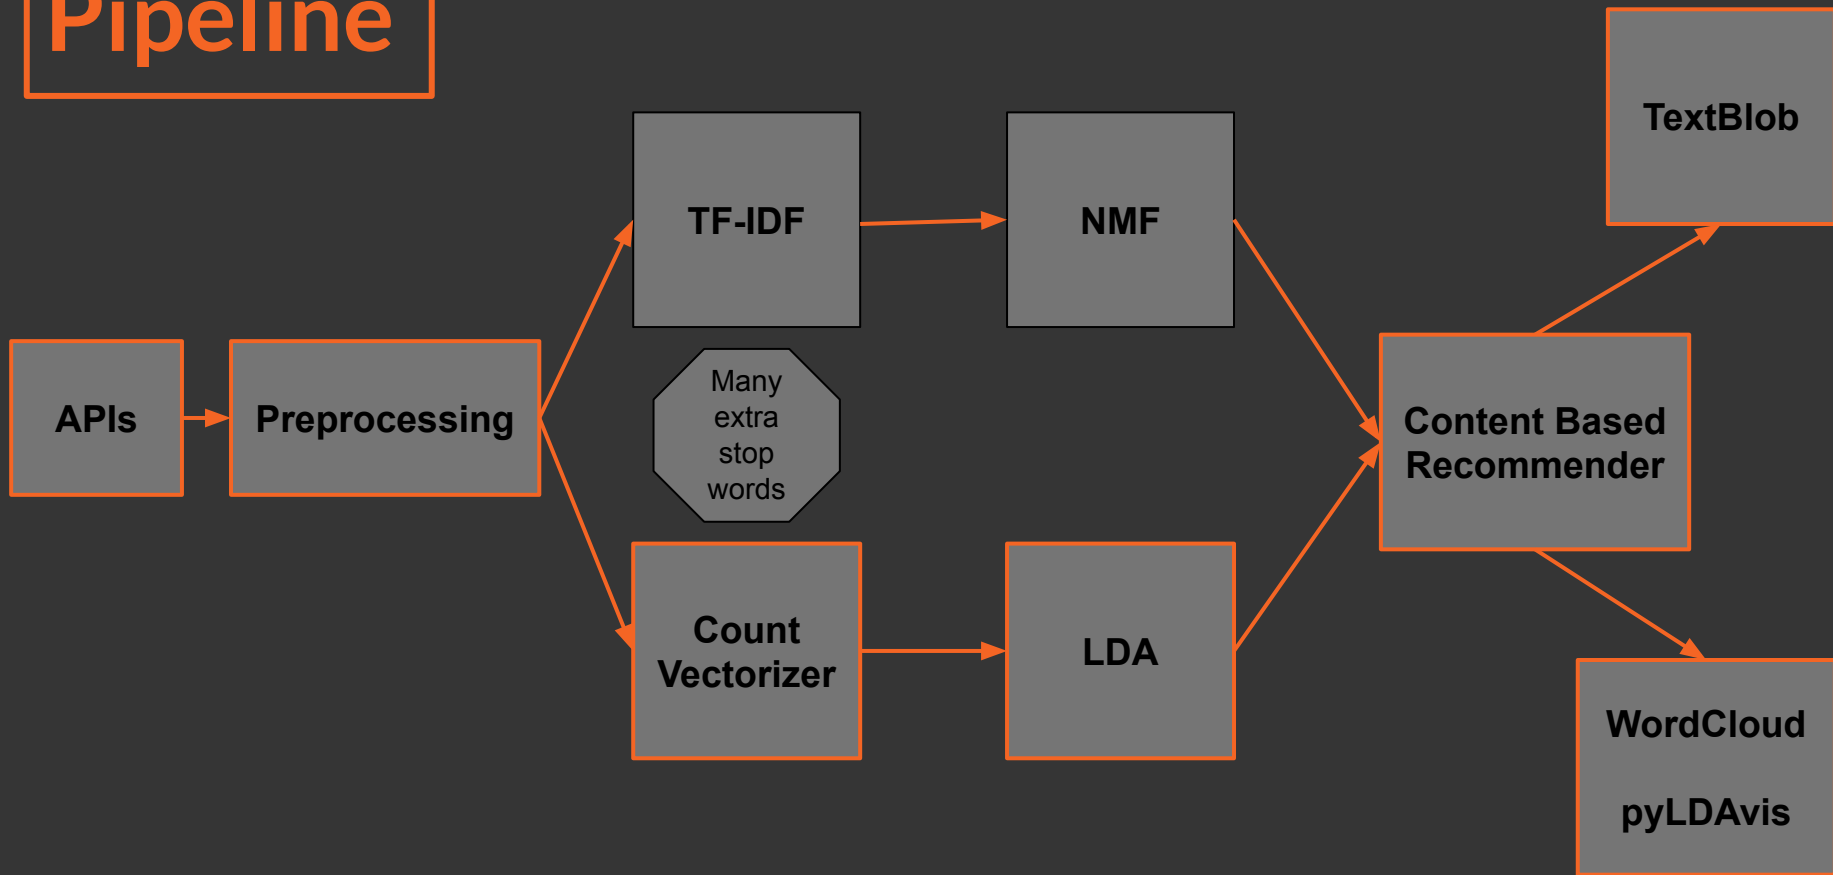 Pipeline
TextBlob
TF-IDF
NMF
APIs
Preprocessing
Many
extra
stop
words
Content Based
Recommender
Count
Vectorizer
LDA
WordCloud
pyLDAvis